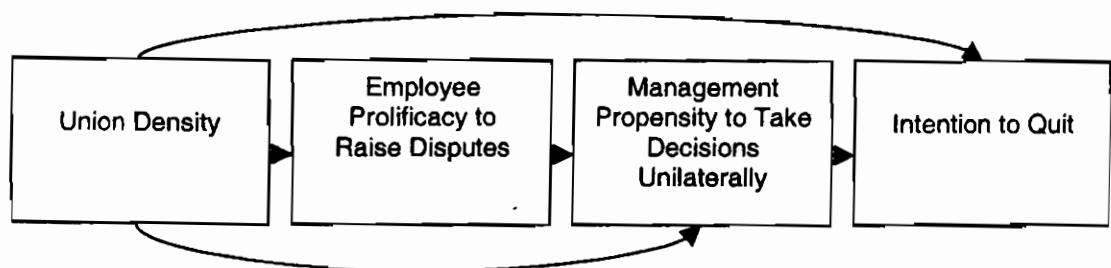 Union Density
Employee
Prolificacy to
Raise Disputes
Management
Propensity to Take
Decisions
Unilaterally
Intention to Quit